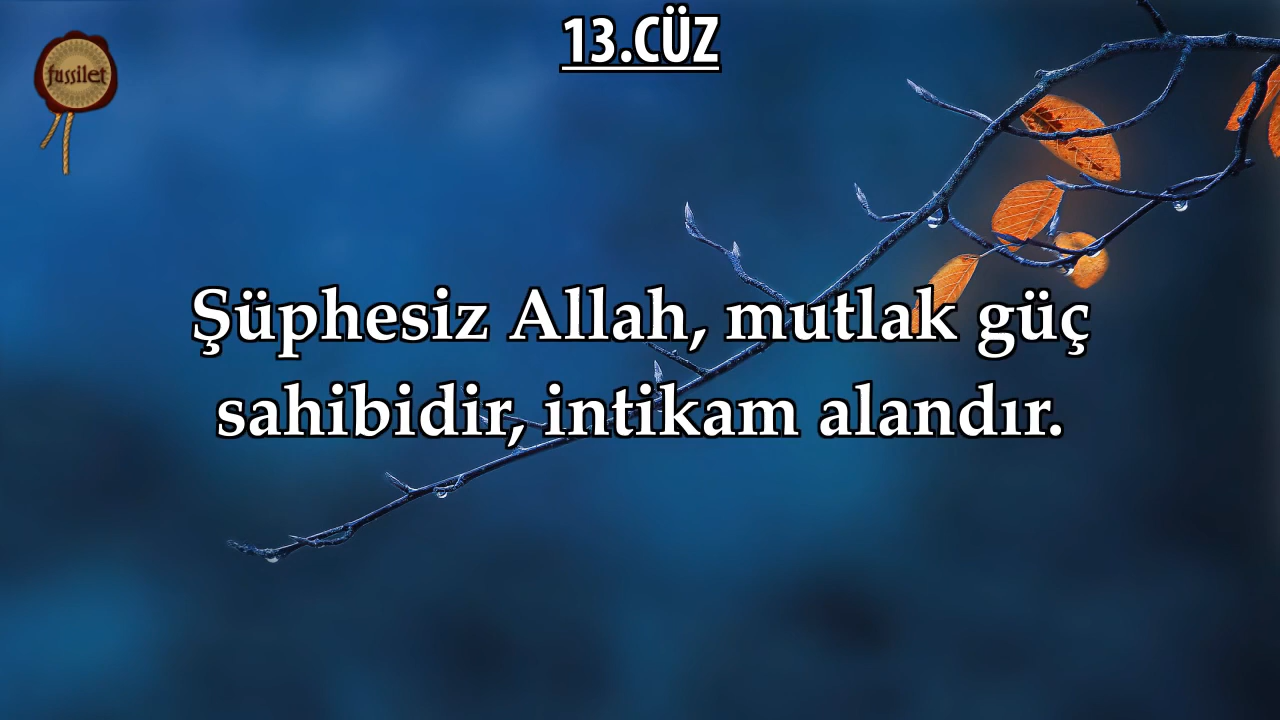 13.CÜZ
fussilet
Şüphesiz Allah, mutlak güç
sahibidir, intikam alandır.